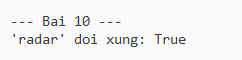 --- Bai 10 ---
'radar' doi xung: True